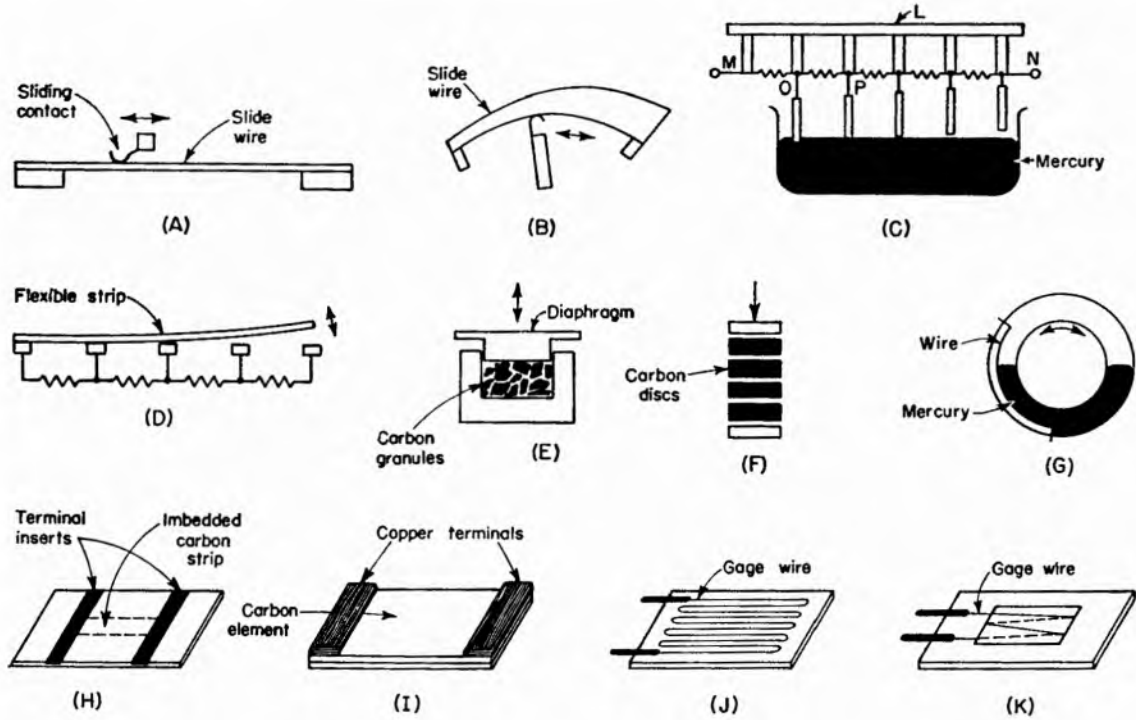 Sliding
contact
Slide
wire
(A)
Slide
wire
(B)
L
M
N
O
P
Mercury
(C)
Flexible strip
(D)
Diaphragm
Carbon
granules
(E)
Carbon
discs
(F)
Wire
Mercury
(G)
Terminal
inserts
Imbedded
carbon
strip
(H)
Copper terminals
Carbon
element
(I)
Gage wire
(J)
Gage wire
(K)